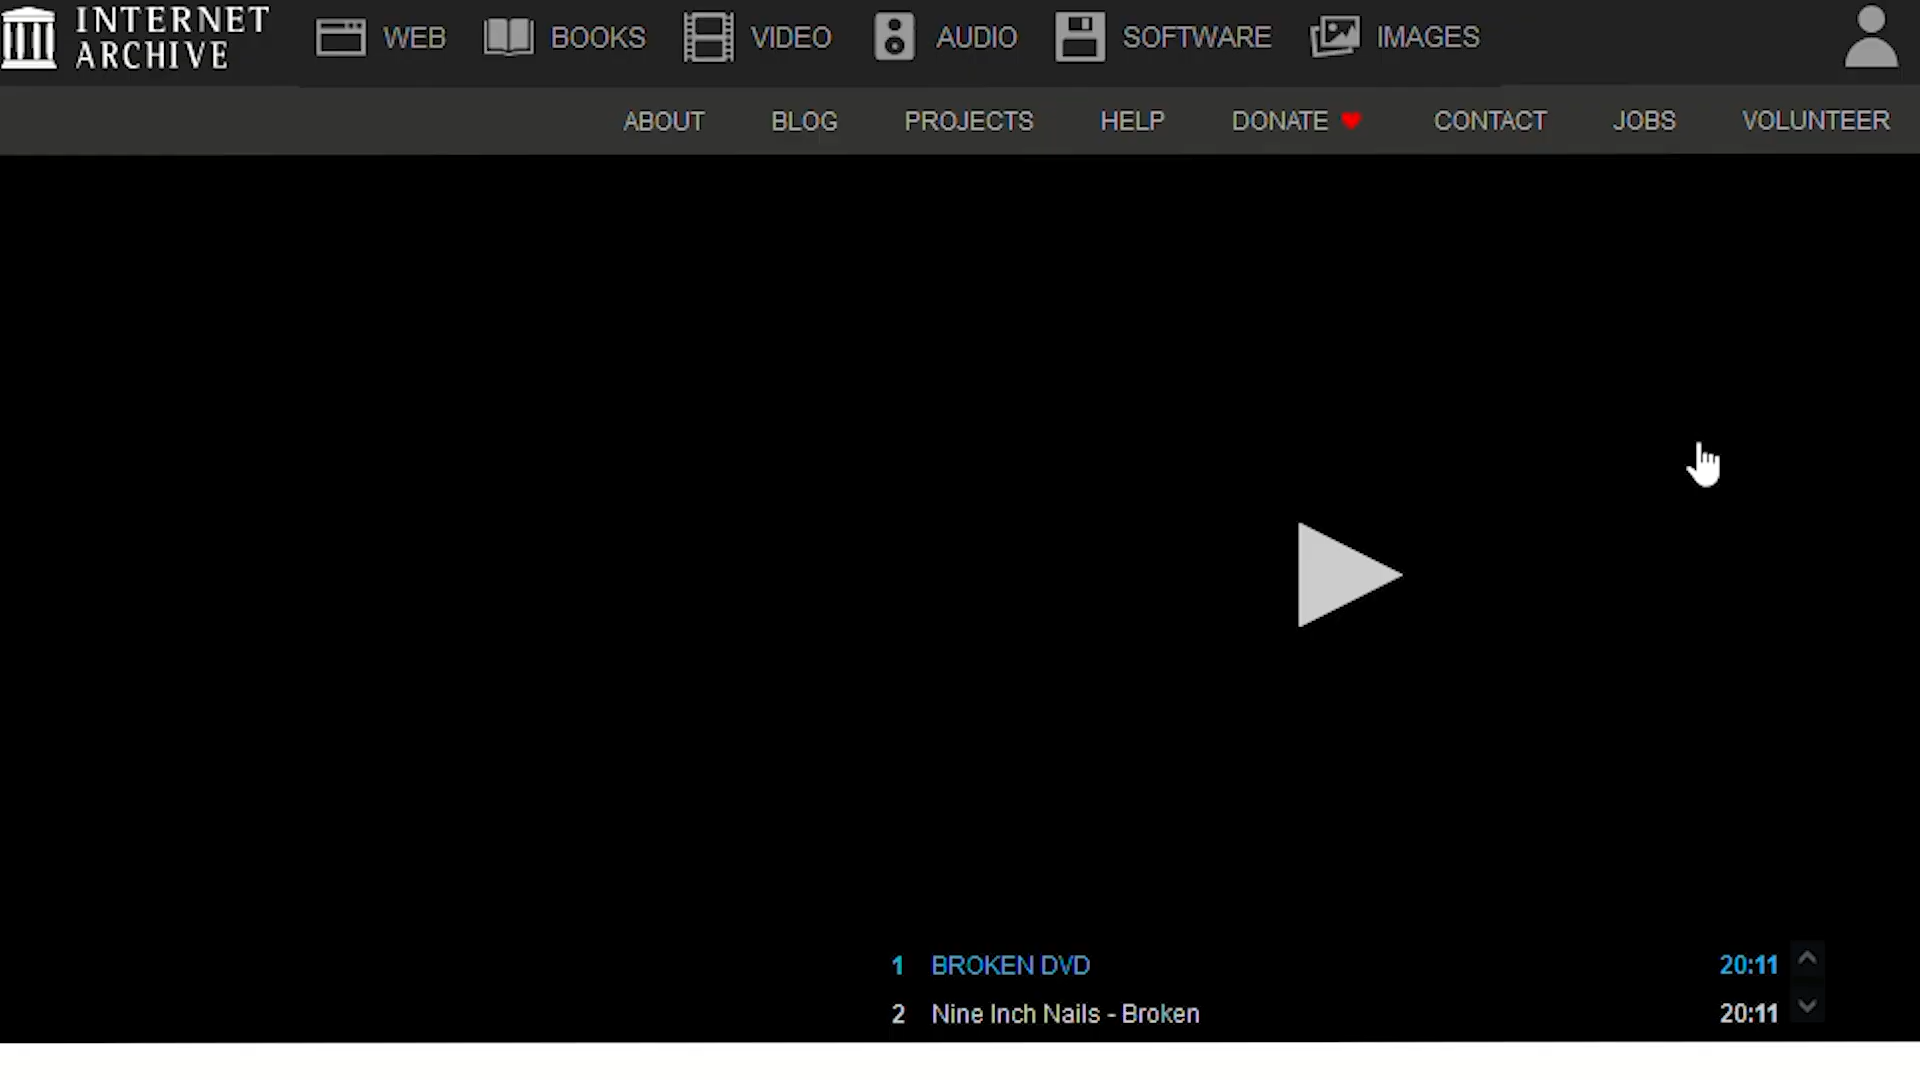 INTERNET
ARCHIVE
WEB BOOKS VIDEO AUDIO SOFTWARE IMAGES
ABOUT BLOG PROJECTS HELP DONATE CONTACT JOBS VOLUNTEER
1 BROKEN DVD 20:11
2 Nine Inch Nails - Broken 20:11